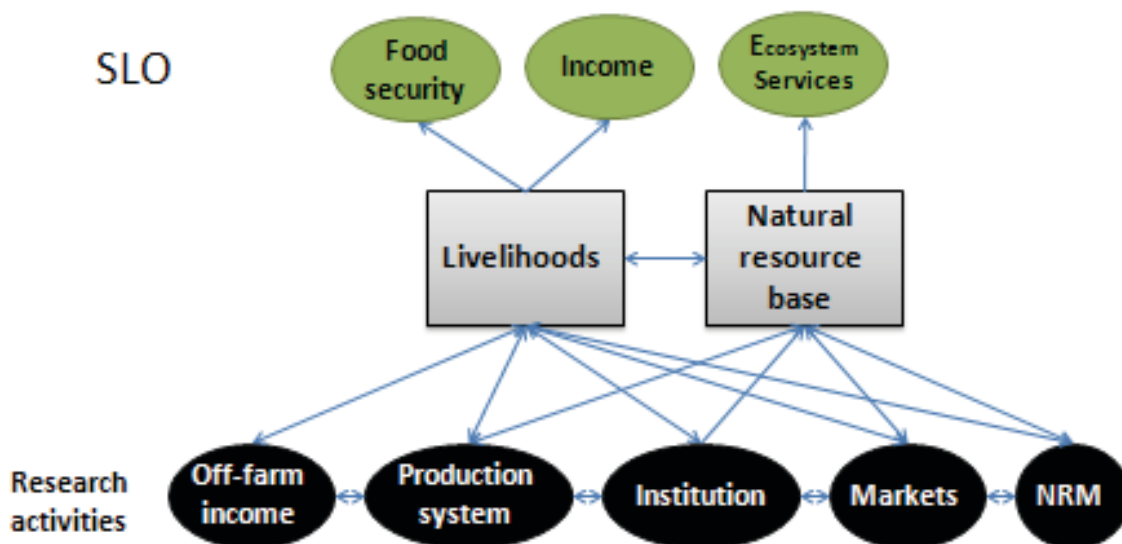 SLO
Food
security
Income
Ecosystem
Services
Livelihoods
Natural
resource
base
Research
activities
Off-farm
income
Production
system
Institution
Markets
NRM